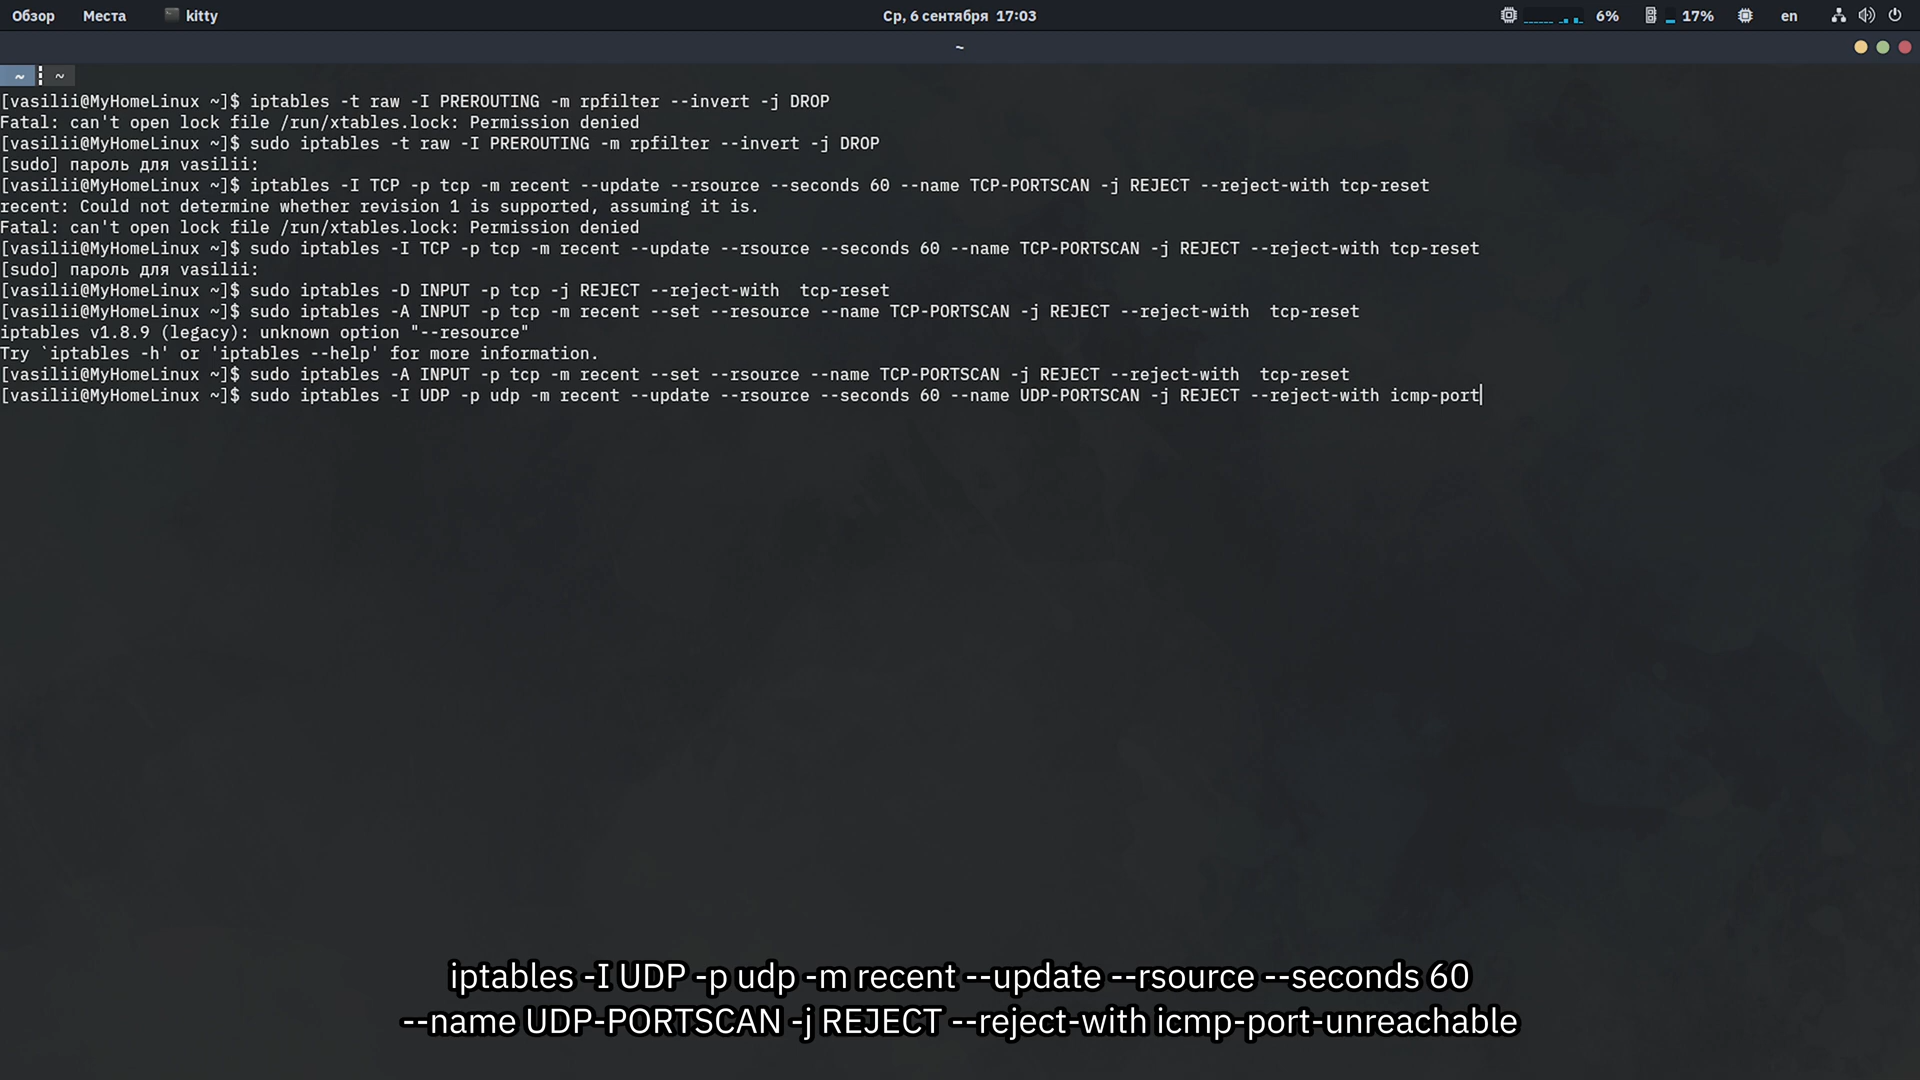 Обзор Места kitty Ср, 6 сентября 17:03 6% 17% en
~
~ ~
[vasilii@MyHomeLinux ~]$ iptables -t raw -I PREROUTING -m rpfilter --invert -j DROP
Fatal: can't open lock file /run/xtables.lock: Permission denied
[vasilii@MyHomeLinux ~]$ sudo iptables -t raw -I PREROUTING -m rpfilter --invert -j DROP
[sudo] пароль для vasilii:
[vasilii@MyHomeLinux ~]$ iptables -I TCP -p tcp -m recent --update --rsource --seconds 60 --name TCP-PORTSCAN -j REJECT --reject-with tcp-reset
recent: Could not determine whether revision 1 is supported, assuming it is.
Fatal: can't open lock file /run/xtables.lock: Permission denied
[vasilii@MyHomeLinux ~]$ sudo iptables -I TCP -p tcp -m recent --update --rsource --seconds 60 --name TCP-PORTSCAN -j REJECT --reject-with tcp-reset
[sudo] пароль для vasilii:
[vasilii@MyHomeLinux ~]$ sudo iptables -D INPUT -p tcp -j REJECT --reject-with  tcp-reset
[vasilii@MyHomeLinux ~]$ sudo iptables -A INPUT -p tcp -m recent --set --resource --name TCP-PORTSCAN -j REJECT --reject-with  tcp-reset
iptables v1.8.9 (legacy): unknown option "--resource"
Try `iptables -h' or 'iptables --help' for more information.
[vasilii@MyHomeLinux ~]$ sudo iptables -A INPUT -p tcp -m recent --set --rsource --name TCP-PORTSCAN -j REJECT --reject-with  tcp-reset
[vasilii@MyHomeLinux ~]$ sudo iptables -I UDP -p udp -m recent --update --rsource --seconds 60 --name UDP-PORTSCAN -j REJECT --reject-with icmp-port
iptables -I UDP -p udp -m recent --update --rsource --seconds 60
--name UDP-PORTSCAN -j REJECT --reject-with icmp-port-unreachable